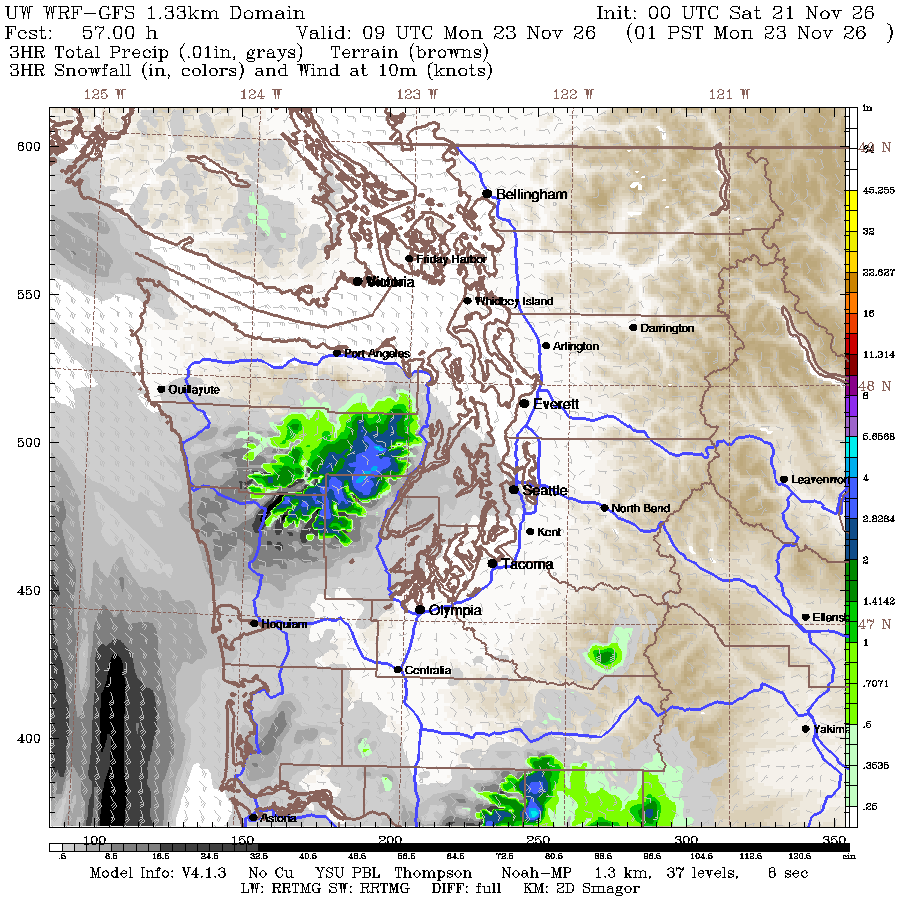 UW WRF-GFS 1.33km Domain Init: 00 UTC Sat 21 Nov 26
Fcst: 57.00 h Valid: 09 UTC Mon 23 Nov 26 (01 PST Mon 23 Nov 26 )
3HR Total Precip (.01in, grays) Terrain (browns)
3HR Snowfall (in, colors) and Wind at 10m (knots)
125 W 124 W 123 W 122 W 121 W
in
600
49 N
Bellingham
45.255
32
Friday Harbor
Victoria
22.627
550
Whidbey Island
16
Darrington
Arlington
Port Angeles
11.314
Quillayute
48 N
8
Everett
500
5.6568
Leavenwor
4
Seattle
North Bend
2.8284
Kent
Tacoma
2
450
1.4142
Olympia
Ellens
Hoquiam
47 N
1
Centralia
.7071
.5
Yakim
400
.3535
.25
Astoria
100 150 200 250 300 350
.5 8.5 16.5 24.5 32.5 40.5 48.5 56.5 64.5 72.5 80.5 88.5 96.5 104.5 112.5 120.5 cin
Model Info: V4.1.3 No Cu YSU PBL Thompson Noah-MP 1.3 km, 37 levels, 8 sec
LW: RRTMG SW: RRTMG DIFF: full KM: 2D Smagor